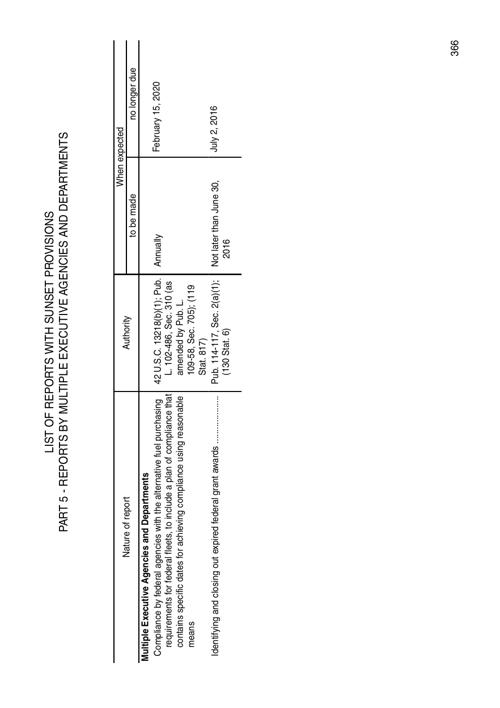 LIST OF REPORTS WITH SUNSET PROVISIONS
PART 5 - REPORTS BY MULTIPLE EXECUTIVE AGENCIES AND DEPARTMENTS
When expected
Nature of report Authority to be made no longer due
Multiple Executive Agencies and Departments
Compliance by federal agencies with the alternative fuel purchasing 42 U.S.C. 13218(b)(1); Pub. Annually February 15, 2020
requirements for federal fleets, to include a plan of compliance that L. 102-486, Sec. 310 (as
contains specific dates for achieving compliance using reasonable amended by Pub. L.
means 109-58, Sec. 705); (119
Stat. 817)
Identifying and closing out expired federal grant awards .................... Pub. 114-117, Sec. 2(a)(1); Not later than June 30, July 2, 2016
(130 Stat. 6) 2016
366